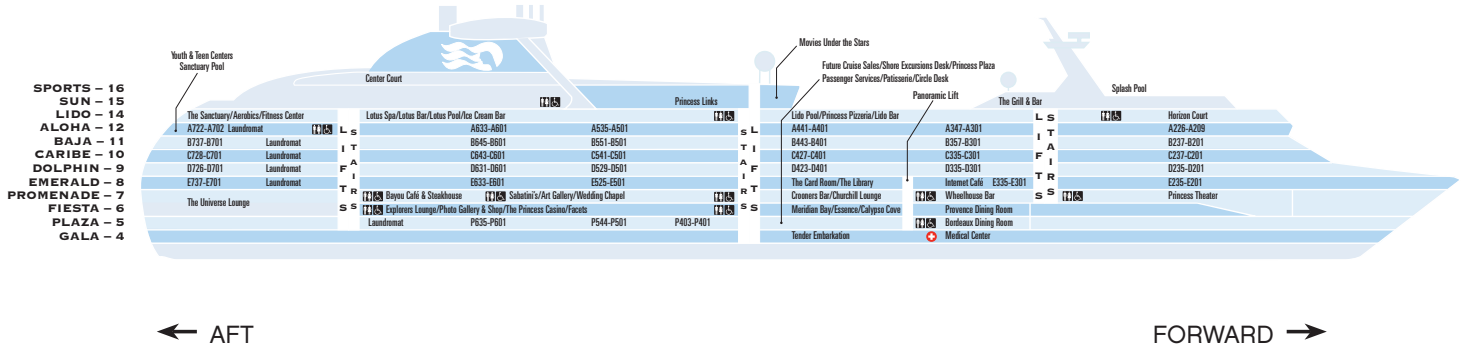 Movies Under the Stars
Youth & Teen Centers
Sanctuary Pool
Future Cruise Sales/Shore Excursions Desk/Princess Plaza
Passenger Services/Patisserie/Circle Desk
Center Court
Panoramic Lift
Splash Pool
SPORTS – 16
SUN – 15 Princess Links The Grill & Bar
LIDO – 14 The Sanctuary/Aerobics/Fitness Center Lotus Spa/Lotus Bar/Lotus Pool/Ice Cream Bar Lido Pool/Princess Pizzeria/Lido Bar Horizon Court
ALOHA – 12 A722-A702 Laundromat A633-A601 A535-A501 A441-A401 A347-A301 A226-A209
BAJA – 11 B737-B701 Laundromat B645-B601 B551-B501 B443-B401 B357-B301 B237-B201
CARIBE – 10 C728-C701 Laundromat C643-C601 C541-C501 C427-C401 C335-C301 C237-C201
DOLPHIN – 9 D726-D701 Laundromat D631-D601 D529-D501 D423-D401 D335-D301 D235-D201
EMERALD – 8 E737-E701 Laundromat E633-E601 E525-E501 The Card Room/The Library Internet Café E335-E301 E235-E201
PROMENADE – 7 Bayou Café & Steakhouse Sabatini's/Art Gallery/Wedding Chapel Crooners Bar/Churchill Lounge Wheelhouse Bar Princess Theater
The Universe Lounge
FIESTA – 6 Explorers Lounge/Photo Gallery & Shop/The Princess Casino/Facets Meridian Bay/Essence/Calypso Cove Provence Dining Room
PLAZA – 5 Laundromat P635-P601 P544-P501 P403-P401 Bordeaux Dining Room
GALA – 4 Tender Embarkation Medical Center
LIFTS
STAIRS
STAIRS
LIFTS
LIFTS
STAIRS
AFT
FORWARD